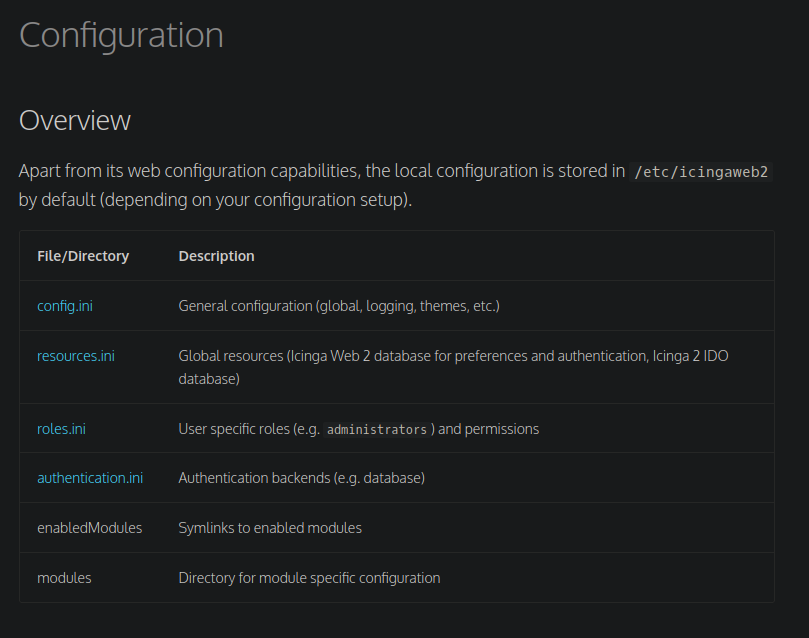 Configuration
Overview
Apart from its web configuration capabilities, the local configuration is stored in /etc/icingaweb2
by default (depending on your configuration setup).
File/Directory Description
config.ini General configuration (global, logging, themes, etc.)
resources.ini Global resources (Icinga Web 2 database for preferences and authentication, Icinga 2 IDO
database)
roles.ini User specific roles (e.g. administrators ) and permissions
authentication.ini Authentication backends (e.g. database)
enabledModules Symlinks to enabled modules
modules Directory for module specific configuration